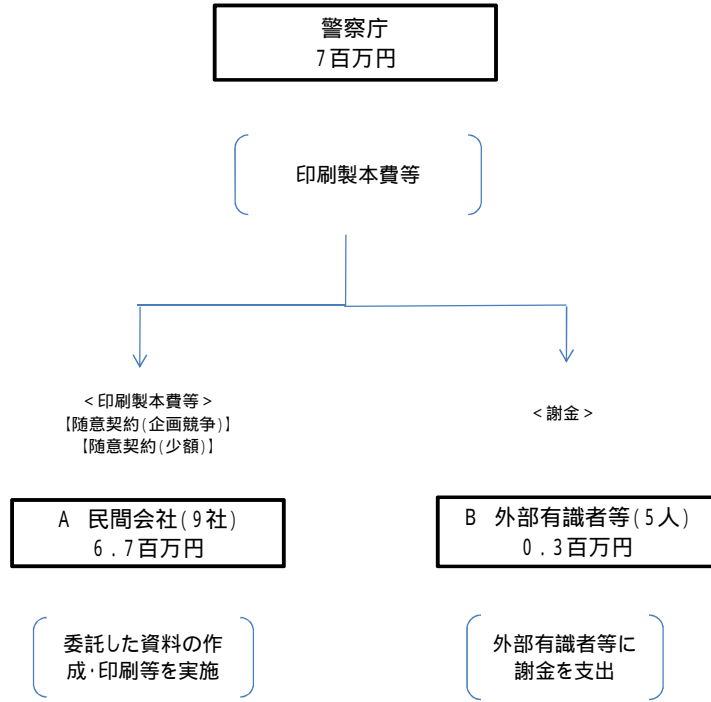 警察庁
7百万円
印刷製本費等
<印刷製本費等>
【随意契約(企画競争)】
【随意契約(少額)】
<謝金>
A 民間会社(9社)
6.7百万円
B 外部有識者等(5人)
0.3百万円
委託した資料の作
成・印刷等を実施
外部有識者等に
謝金を支出